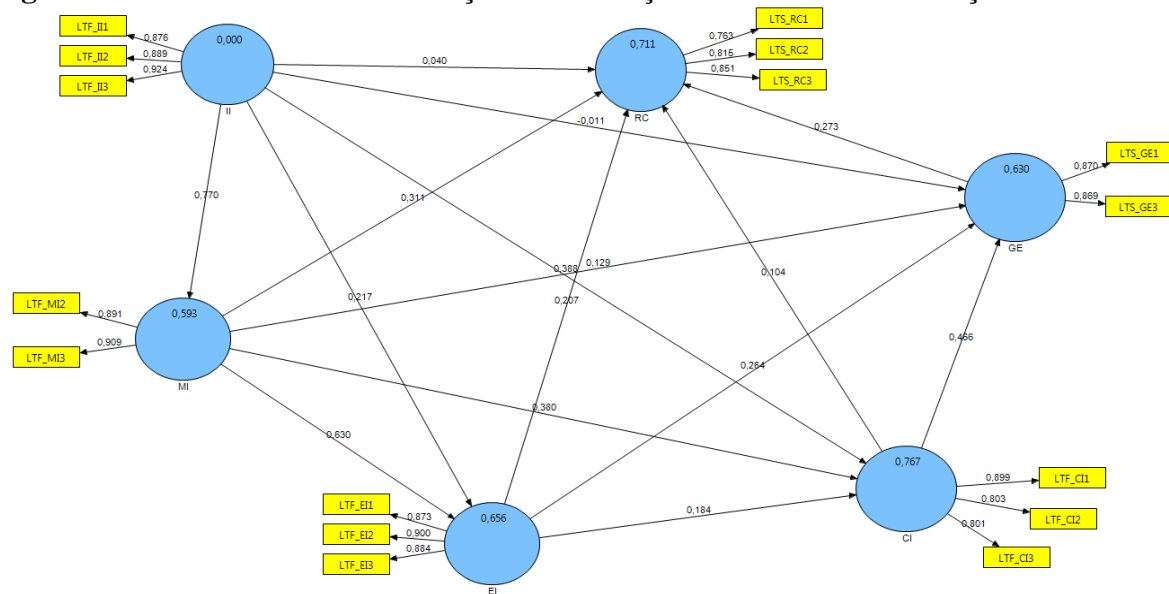 LTF_II1
0,876
LTF_II2
0,889
LTF_II3
0,924
0,000
II
0,711
RC
LTS_RC1
0,763
LTS_RC2
0,815
LTS_RC3
0,851
0,040
-0,011
0,273
0,630
GE
LTS_GE1
0,870
LTS_GE3
0,869
0,770
0,311
0,388
0,129
0,104
0,217
0,207
0,264
0,466
LTF_MI2
0,891
LTF_MI3
0,909
0,593
MI
0,380
0,630
0,184
LTF_EI1
0,873
LTF_EI2
0,900
LTF_EI3
0,884
0,656
EI
0,767
CI
LTF_CI1
0,899
LTF_CI2
0,803
LTF_CI3
0,801